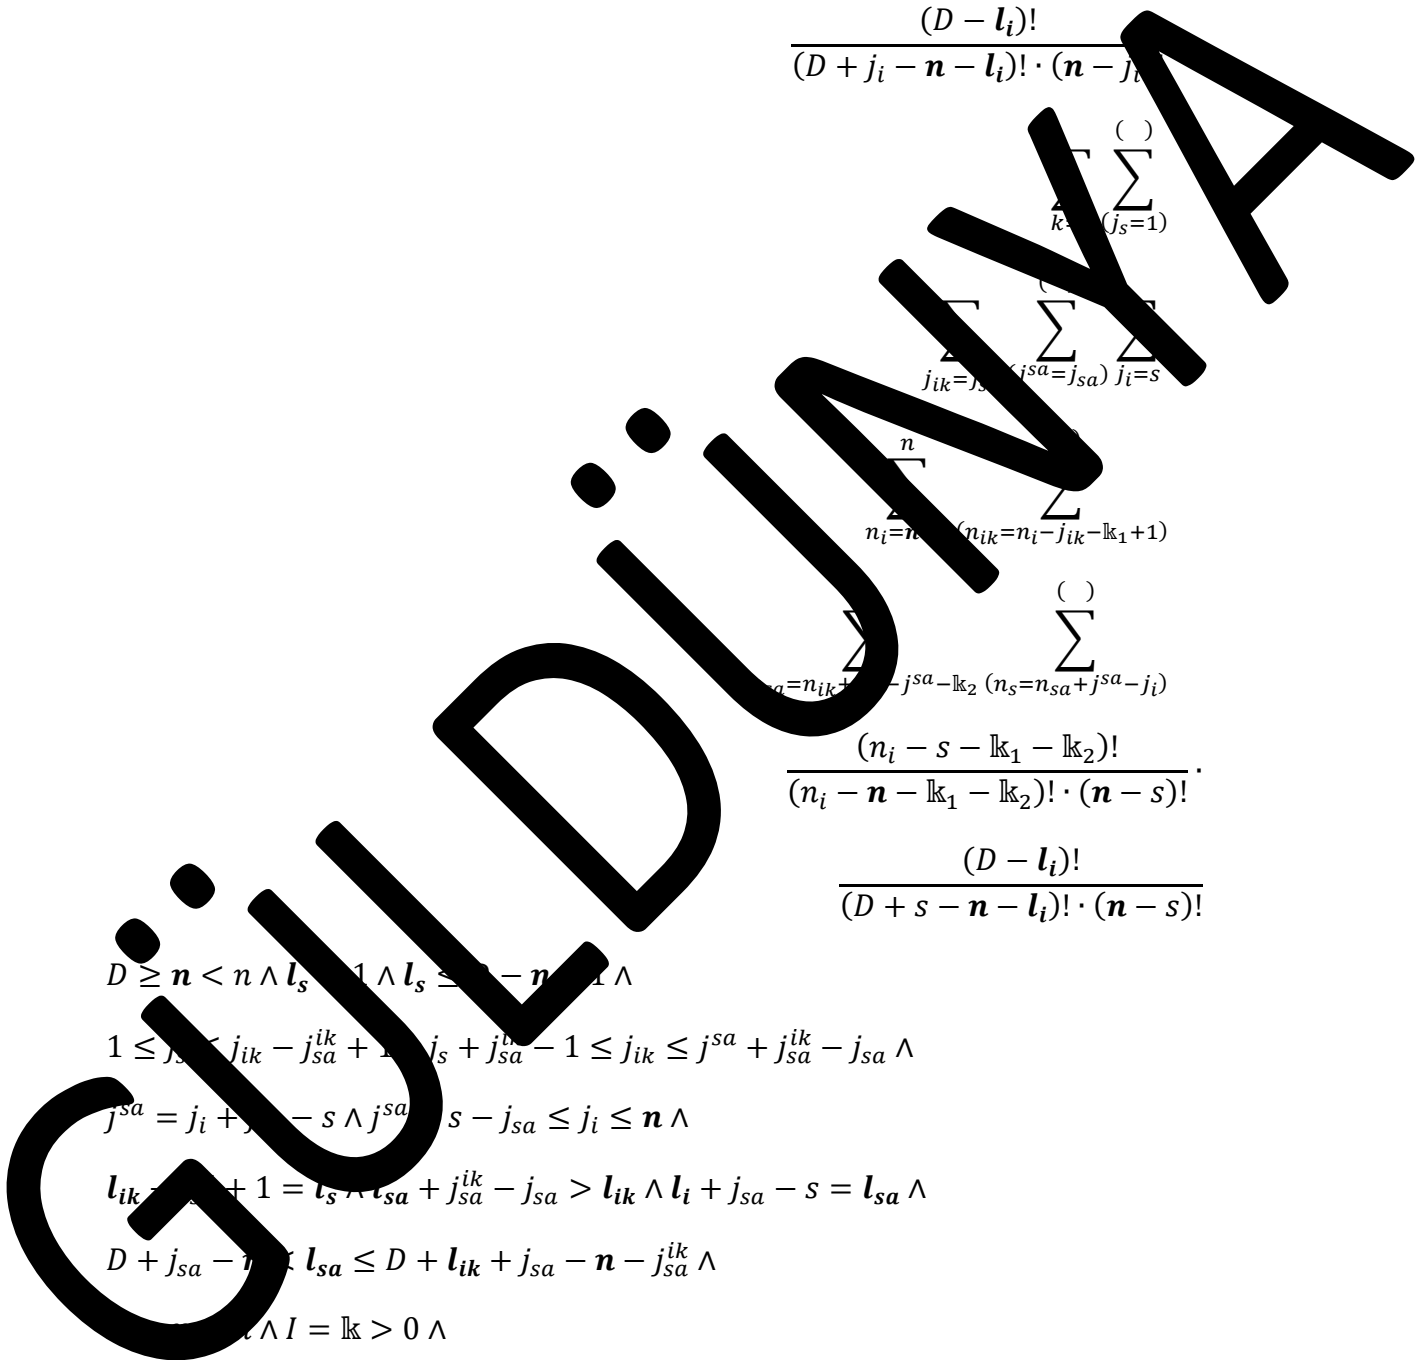 (D − l_i)!
(D + j_i − n − l_i)! · (n − j_i
( )
∑ ∑
(j_s=1)
∑ ∑ ∑
(j^sa=j_sa) j_i=s
n
∑ ∑
(n_ik=n_i−j_ik−𝕜_1+1)
( )
∑ ∑
−j^sa−𝕜_2 (n_s=n_sa+j^sa−j_i)
(n_i − s − 𝕜_1 − 𝕜_2)!
(n_i − n − 𝕜_1 − 𝕜_2)! · (n − s)! ·
(D − l_i)!
(D + s − n − l_i)! · (n − s)!
D ≥ n < n ∧ l_s 1 ∧ l_s ≤ − n 1 ∧
1 ≤ j_ik − j_sa^ik + j_s + j_sa^ik − 1 ≤ j_ik ≤ j^sa + j_sa^ik − j_sa ∧
j^sa = j_i + − s ∧ j^sa s − j_sa ≤ j_i ≤ n ∧
l_ik + 1 = l_s ∧ l_sa + j_sa^ik − j_sa > l_ik ∧ l_i + j_sa − s = l_sa ∧
D + j_sa − l_sa ≤ D + l_ik + j_sa − n − j_sa^ik ∧
∧ I = 𝕜 > 0 ∧
GÜLDÜNYA